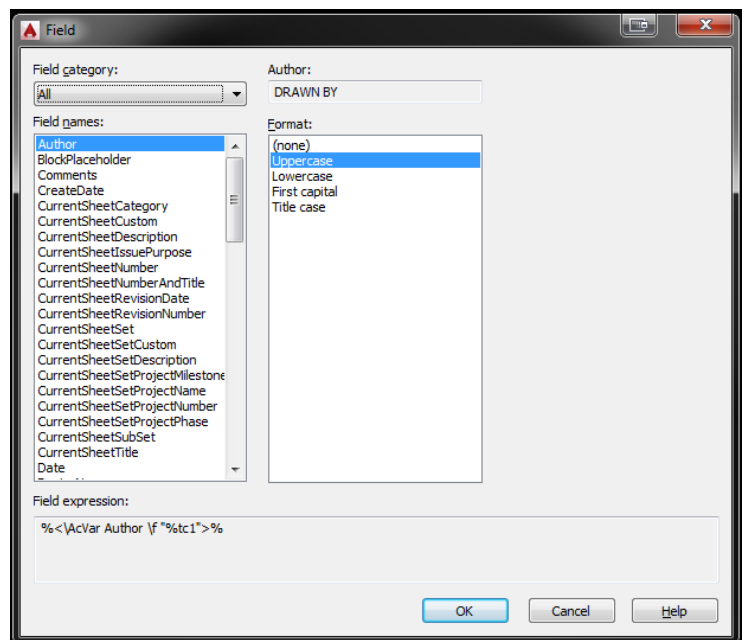 Field
Field category:
All
Author:
DRAWN BY
Field names:
Author
BlockPlaceholder
Comments
CreateDate
CurrentSheetCategory
CurrentSheetCustom
CurrentSheetDescription
CurrentSheetIssuePurpose
CurrentSheetNumber
CurrentSheetNumberAndTitle
CurrentSheetRevisionDate
CurrentSheetRevisionNumber
CurrentSheetSet
CurrentSheetSetCustom
CurrentSheetSetDescription
CurrentSheetSetProjectMilestone
CurrentSheetSetProjectName
CurrentSheetSetProjectNumber
CurrentSheetSetProjectPhase
CurrentSheetSubSet
CurrentSheetTitle
Date
Format:
(none)
Uppercase
Lowercase
First capital
Title case
Field expression:
%<\AcVar Author \f "%tc1">%
OK
Cancel
Help